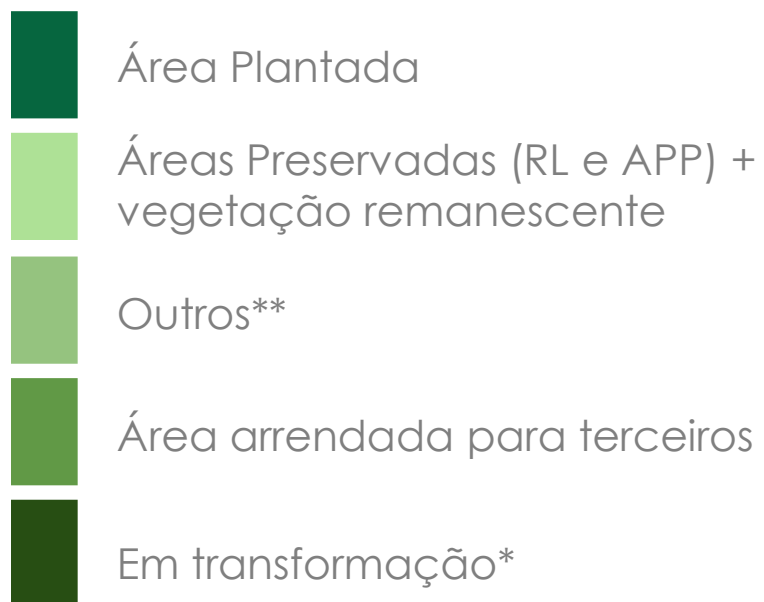 Área Plantada
Áreas Preservadas (RL e APP) +
vegetação remanescente
Outros**
Área arrendada para terceiros
Em transformação*